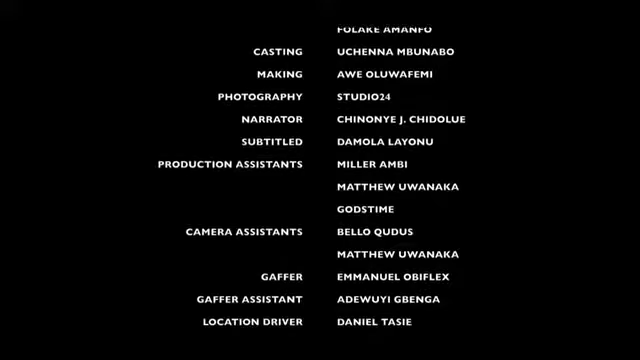 FOLAKE AMANFO
CASTING UCHENNA MBUNABO
MAKING AWE OLUWAFEMI
PHOTOGRAPHY STUDIO24
NARRATOR CHINONYE J. CHIDOLUE
SUBTITLED DAMOLA LAYONU
PRODUCTION ASSISTANTS MILLER AMBI
MATTHEW UWANAKA
GODSTIME
CAMERA ASSISTANTS BELLO QUDUS
MATTHEW UWANAKA
GAFFER EMMANUEL OBIFLEX
GAFFER ASSISTANT ADEWUYI GBENGA
LOCATION DRIVER DANIEL TASIE